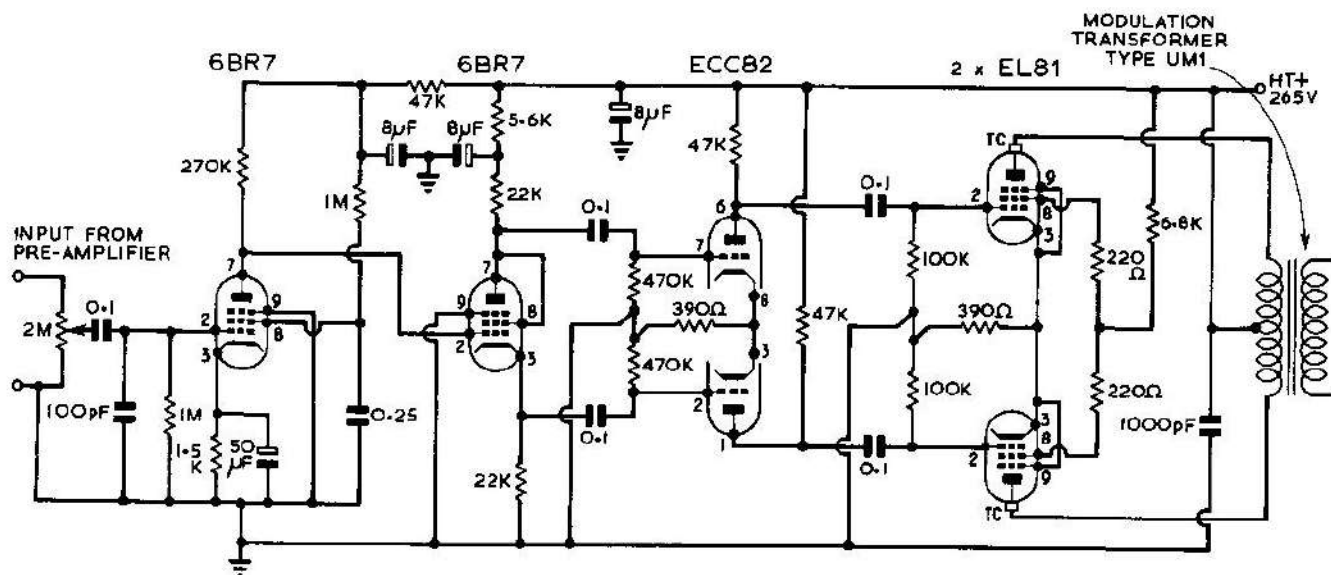 MODULATION
TRANSFORMER
TYPE UM1
6BR7
6BR7
ECC82
2 x EL81
HT+
265V
47K
8µF
8µF
5·6K
8µF
47K
TC
270K
1M
22K
0·1
0·1
6
2
9
8
3
6·8K
INPUT FROM
PRE-AMPLIFIER
7
7
7
470K
100K
220
Ω
2M
0·1
2
9
8
3
9
8
2
3
390Ω
8
47K
390Ω
3
470K
100K
220Ω
100pF
1M
0·25
2
3
8
9
1000pF
1·5
K
50
µF
0·1
1
0·1
2
22K
TC